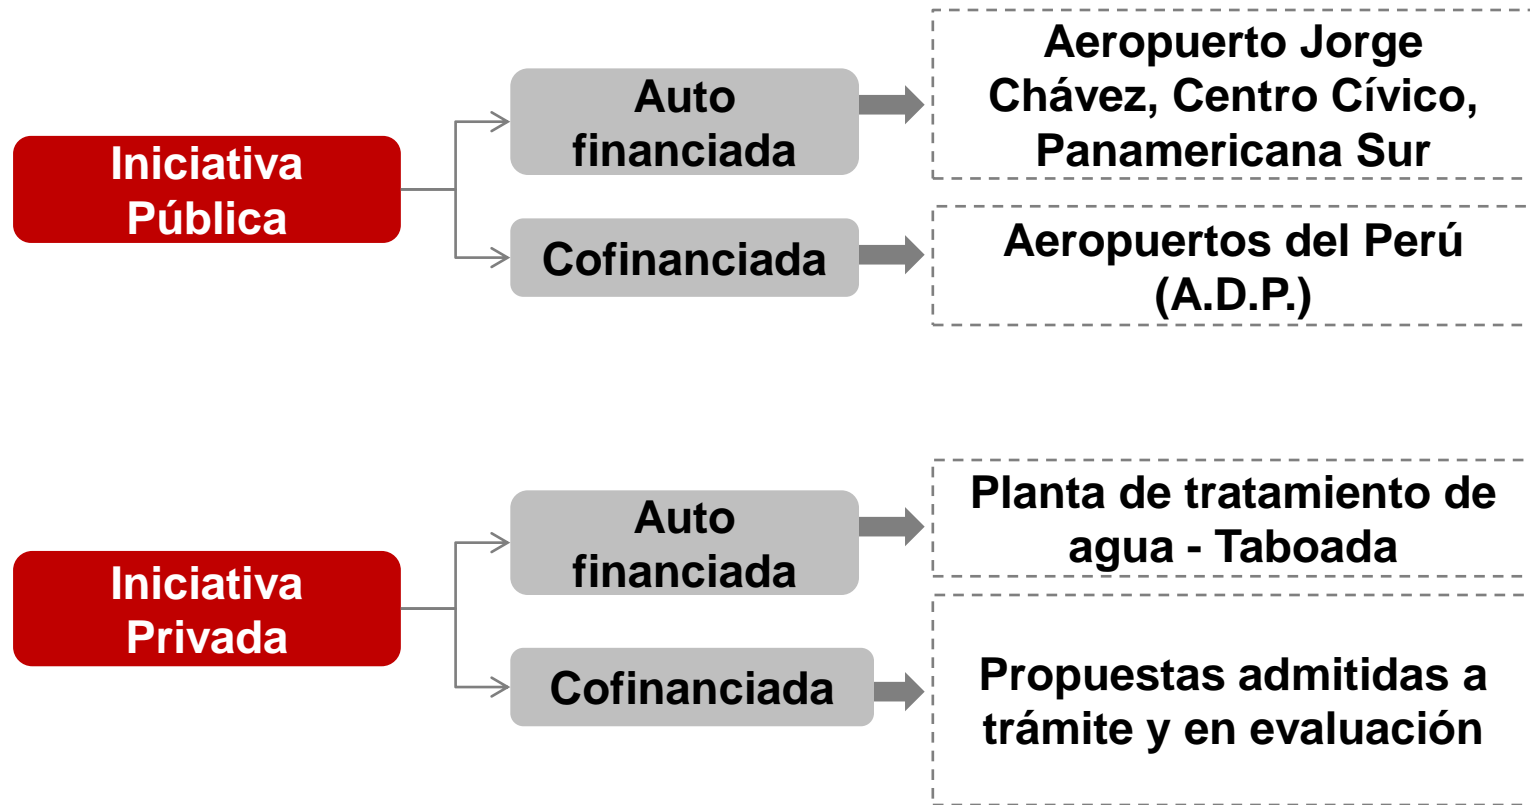 Iniciativa
Pública
Auto
financiada
Aeropuerto Jorge
Chávez, Centro Cívico,
Panamericana Sur
Cofinanciada
Aeropuertos del Perú
(A.D.P.)
Iniciativa
Privada
Auto
financiada
Planta de tratamiento de
agua - Taboada
Cofinanciada
Propuestas admitidas a
trámite y en evaluación